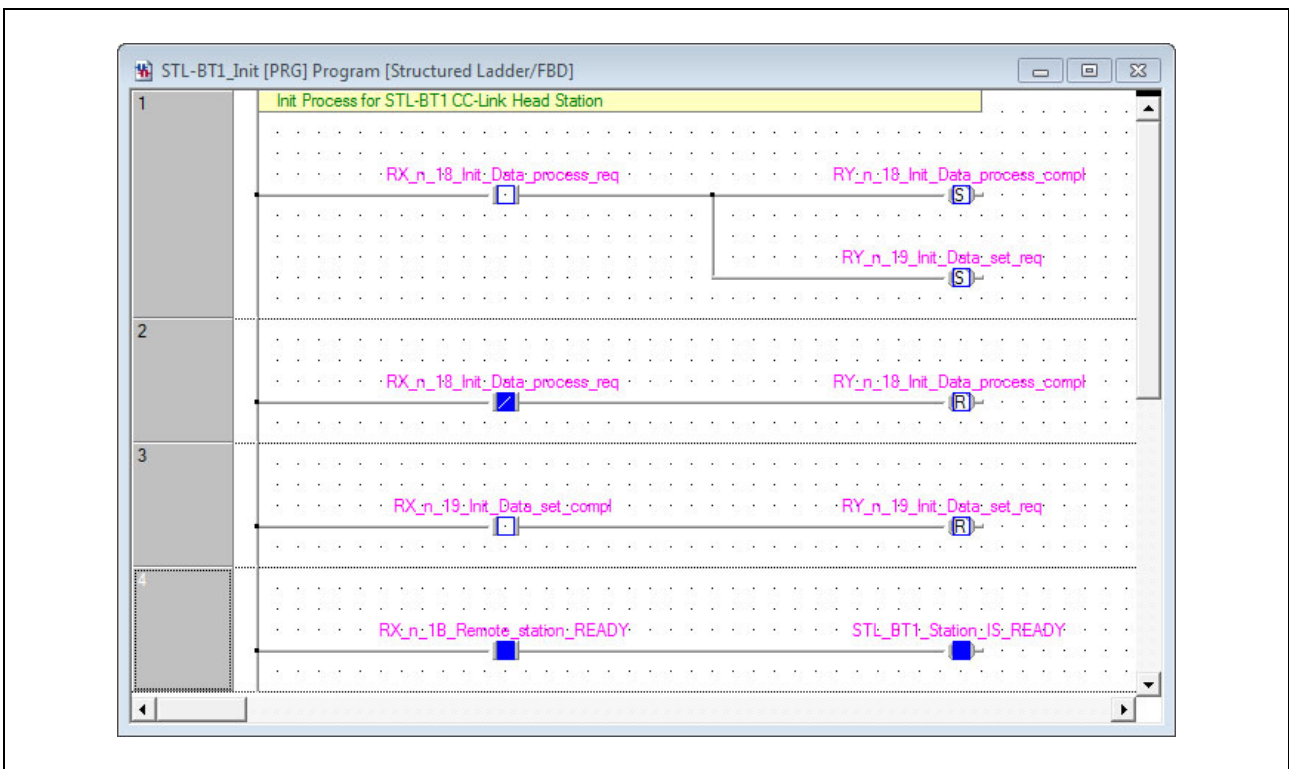 STL-BT1_Init [PRG] Program [Structured Ladder/FBD]
1
Init Process for STL-BT1 CC-Link Head Station
RX_n_18_Init_Data_process_req
RY_n_18_Init_Data_process_compl
S
RY_n_19_Init_Data_set_req
S
2
RX_n_18_Init_Data_process_req
RY_n_18_Init_Data_process_compl
R
3
RX_n_19_Init_Data_set_compl
RY_n_19_Init_Data_set_req
R
4
RX_n_1B_Remote_station_READY
STL_BT1_Station_IS_READY